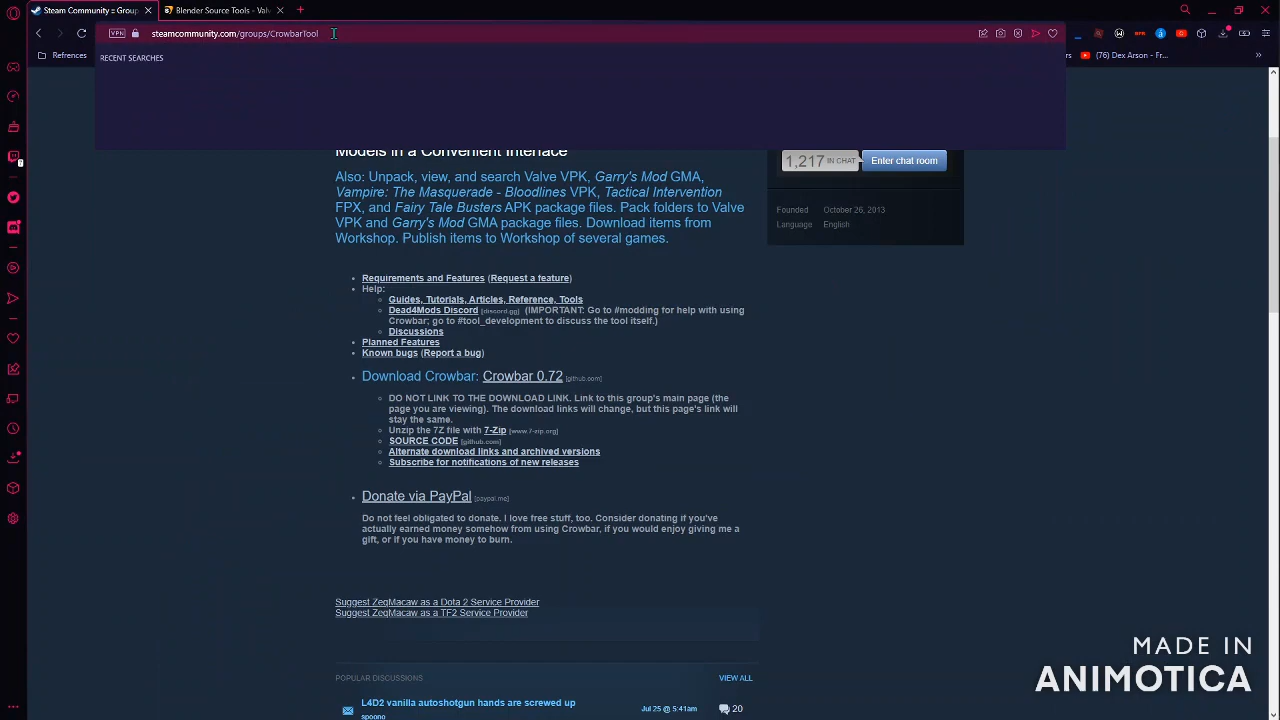 Steam Community :: Group
Blender Source Tools - Valv
VPN
steamcommunity.com/groups/CrowbarTool
Refrences
(76) Dex Arson - Fr...
RECENT SEARCHES
Models in a Convenient Interface
1,217 IN CHAT
Enter chat room
Also: Unpack, view, and search Valve VPK, Garry's Mod GMA,
Vampire: The Masquerade - Bloodlines VPK, Tactical Intervention
FPX, and Fairy Tale Busters APK package files. Pack folders to Valve
VPK and Garry's Mod GMA package files. Download items from
Workshop. Publish items to Workshop of several games.
Founded October 26, 2013
Language English
Requirements and Features (Request a feature)
Help:
Guides, Tutorials, Articles, Reference, Tools
Dead4Mods Discord [discord.gg] (IMPORTANT: Go to #modding for help with using
Crowbar; go to #tool_development to discuss the tool itself.)
Discussions
Planned Features
Known bugs (Report a bug)
Download Crowbar: Crowbar 0.72 [github.com]
DO NOT LINK TO THE DOWNLOAD LINK. Link to this group's main page (the
page you are viewing). The download links will change, but this page's link will
stay the same.
Unzip the 7Z file with 7-Zip [www.7-zip.org]
SOURCE CODE [github.com]
Alternate download links and archived versions
Subscribe for notifications of new releases
Donate via PayPal [paypal.me]
Do not feel obligated to donate. I love free stuff, too. Consider donating if you've
actually earned money somehow from using Crowbar, if you would enjoy giving me a
gift, or if you have money to burn.
Suggest ZeqMacaw as a Dota 2 Service Provider
Suggest ZeqMacaw as a TF2 Service Provider
POPULAR DISCUSSIONS
VIEW ALL
L4D2 vanilla autoshotgun hands are screwed up
spoono
Jul 25 @ 5:41am
20
MADE IN
ANIMOTICA